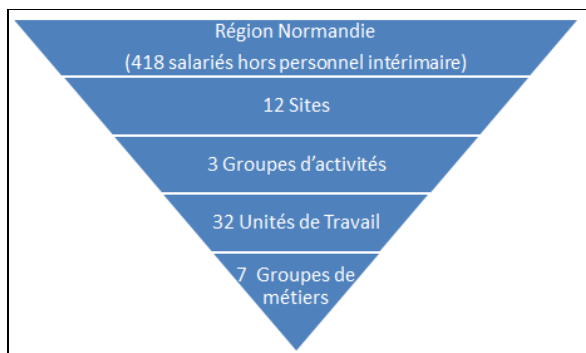 Région Normandie
(418 salariés hors personnel intérimaire)
12 Sites
3 Groupes d'activités
32 Unités de Travail
7 Groupes de
métiers